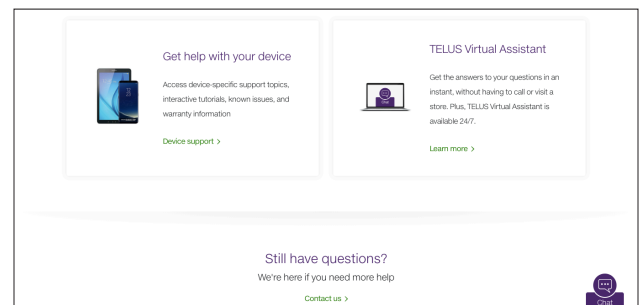 Get help with your device
Access device-specific support topics,
interactive tutorials, known issues, and
warranty information
Device support >
TELUS Virtual Assistant
Get the answers to your questions in an
instant, without having to call or visit a
store. Plus, TELUS Virtual Assistant is
available 24/7.
Learn more >
Chat
Still have questions?
We're here if you need more help
Contact us >
Chat